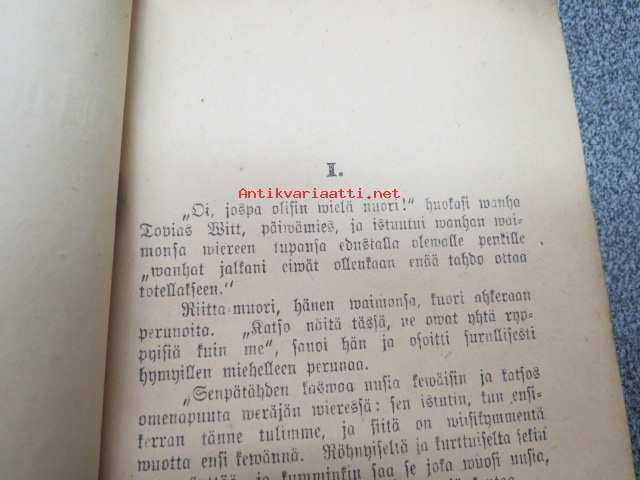 I.
Antikvariaatti.net
„Oi, jospa olisin wielä nuori!" huokasi wanha
Tobias Witt, päiwämies, ja istuutui wanhan wai-
monsa wiereen tupansa edustalla olewalle penkille
„wanhat jalkani eiwät ollenkaan enää tahdo ottaa
totellakseen."
Riitta-muori, hänen waimonsa, kuori ahkeraan
perunoita. „Katso näitä tässä, ne owat yhtä ryp-
pyisiä kuin me", sanoi hän ja osoitti surullisesti
hymyillen miehelleen perunaa.
„Senpätähden kaswaa uusia kewäisin ja katsos
omenapuuta weräjän wieressä: sen istutin, kun ensi-
kerran tänne tulimme, ja siitä on wiisikymmentä
wuotta ensi kewännä. Röhnyiseltä ja kurttuiselta sekin
ja kumminkin saa se joka wuosi uusia,